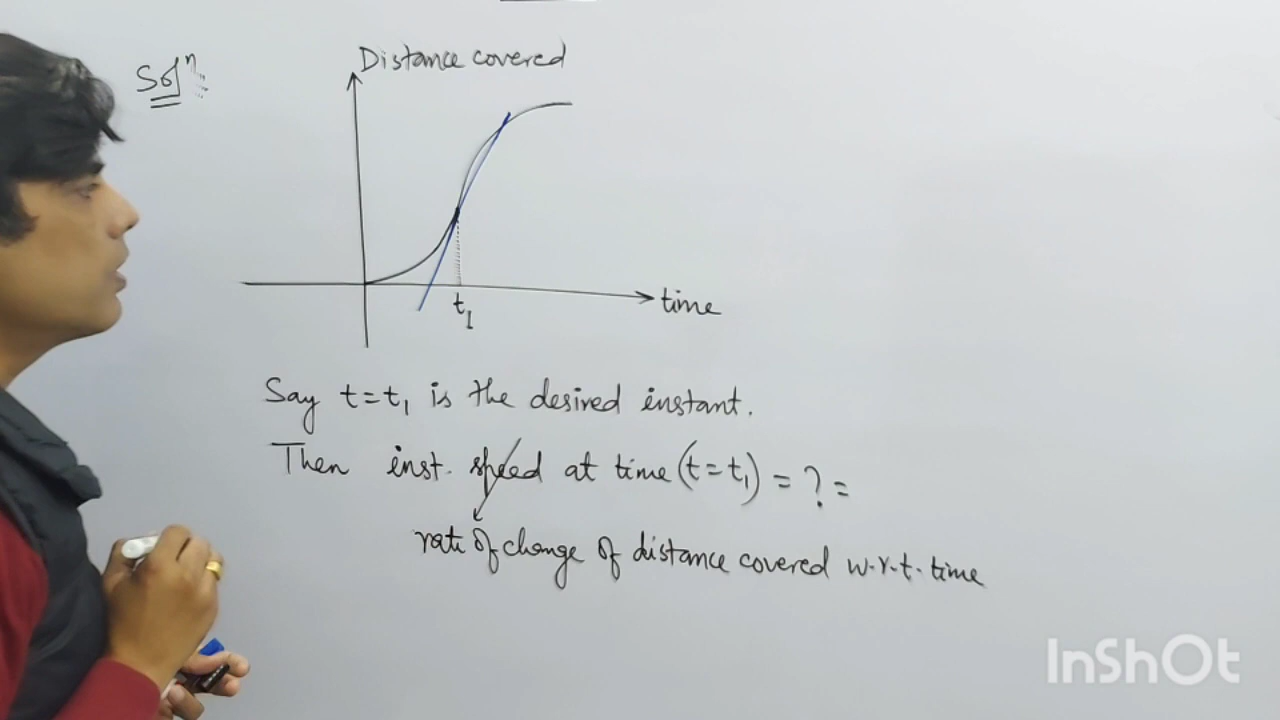 Solⁿ:
Distance covered
t₁
time
Say t=t₁ is the desired instant.
Then inst. speed at time (t=t₁) = ? =
rate of change of distance covered w.r.t. time
InShOt